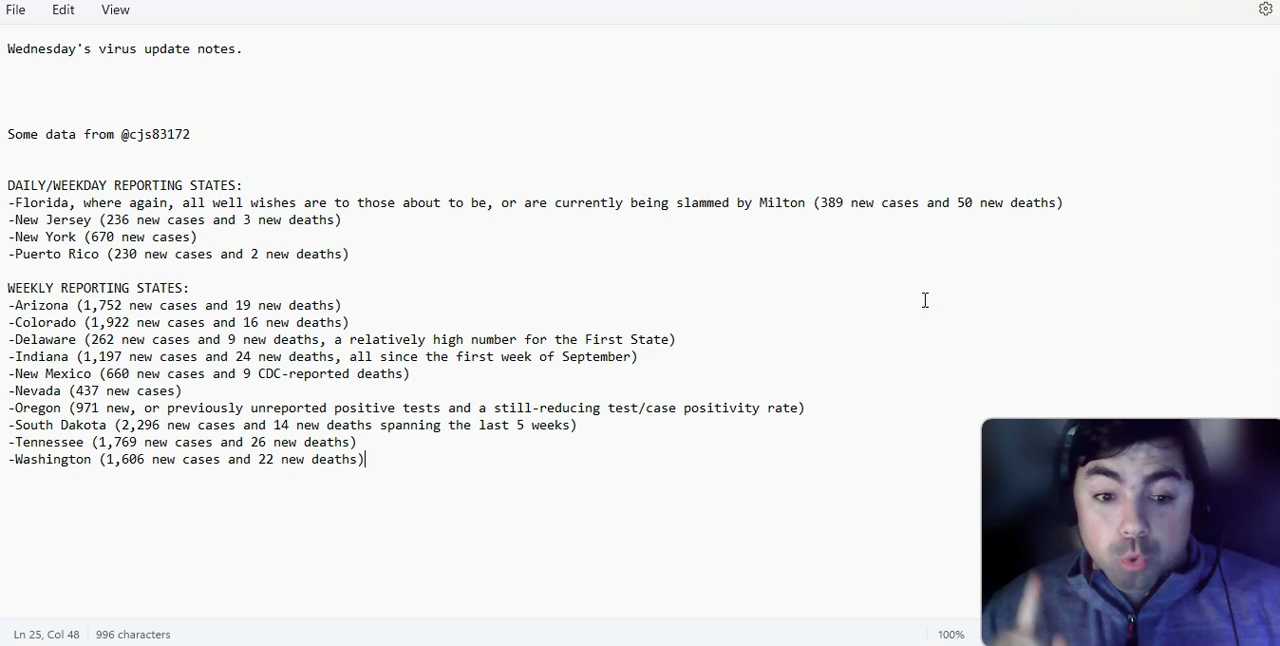 File Edit View
Wednesday's virus update notes.
Some data from @cjs83172
DAILY/WEEKDAY REPORTING STATES:
-Florida, where again, all well wishes are to those about to be, or are currently being slammed by Milton (389 new cases and 50 new deaths)
-New Jersey (236 new cases and 3 new deaths)
-New York (670 new cases)
-Puerto Rico (230 new cases and 2 new deaths)
WEEKLY REPORTING STATES:
-Arizona (1,752 new cases and 19 new deaths)
-Colorado (1,922 new cases and 16 new deaths)
-Delaware (262 new cases and 9 new deaths, a relatively high number for the First State)
-Indiana (1,197 new cases and 24 new deaths, all since the first week of September)
-New Mexico (660 new cases and 9 CDC-reported deaths)
-Nevada (437 new cases)
-Oregon (971 new, or previously unreported positive tests and a still-reducing test/case positivity rate)
-South Dakota (2,296 new cases and 14 new deaths spanning the last 5 weeks)
-Tennessee (1,769 new cases and 26 new deaths)
-Washington (1,606 new cases and 22 new deaths)
Ln 25, Col 48 996 characters 100%